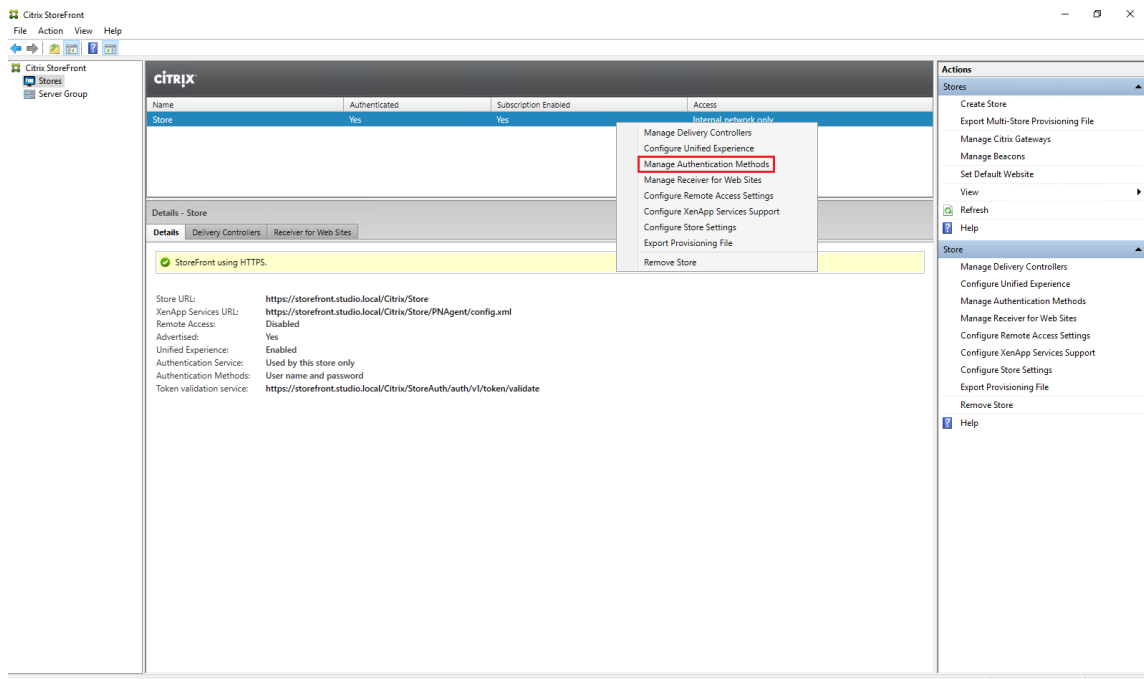 Citrix StoreFront
File Action View Help
Citrix StoreFront
Stores
Server Group
CİTRIX
Name Authenticated Subscription Enabled Access
Store Yes Yes Internal network only
Manage Delivery Controllers
Configure Unified Experience
Manage Authentication Methods
Manage Receiver for Web Sites
Configure Remote Access Settings
Configure XenApp Services Support
Configure Store Settings
Export Provisioning File
Remove Store
Details - Store
Details Delivery Controllers Receiver for Web Sites
StoreFront using HTTPS.
Store URL: https://storefront.studio.local/Citrix/Store
XenApp Services URL: https://storefront.studio.local/Citrix/Store/PNAgent/config.xml
Remote Access: Disabled
Advertised: Yes
Unified Experience: Enabled
Authentication Service: Used by this store only
Authentication Methods: User name and password
Token validation service: https://storefront.studio.local/Citrix/StoreAuth/auth/v1/token/validate
Actions
Stores
Create Store
Export Multi-Store Provisioning File
Manage Citrix Gateways
Manage Beacons
Set Default Website
View
Refresh
Help
Store
Manage Delivery Controllers
Configure Unified Experience
Manage Authentication Methods
Manage Receiver for Web Sites
Configure Remote Access Settings
Configure XenApp Services Support
Configure Store Settings
Export Provisioning File
Remove Store
Help